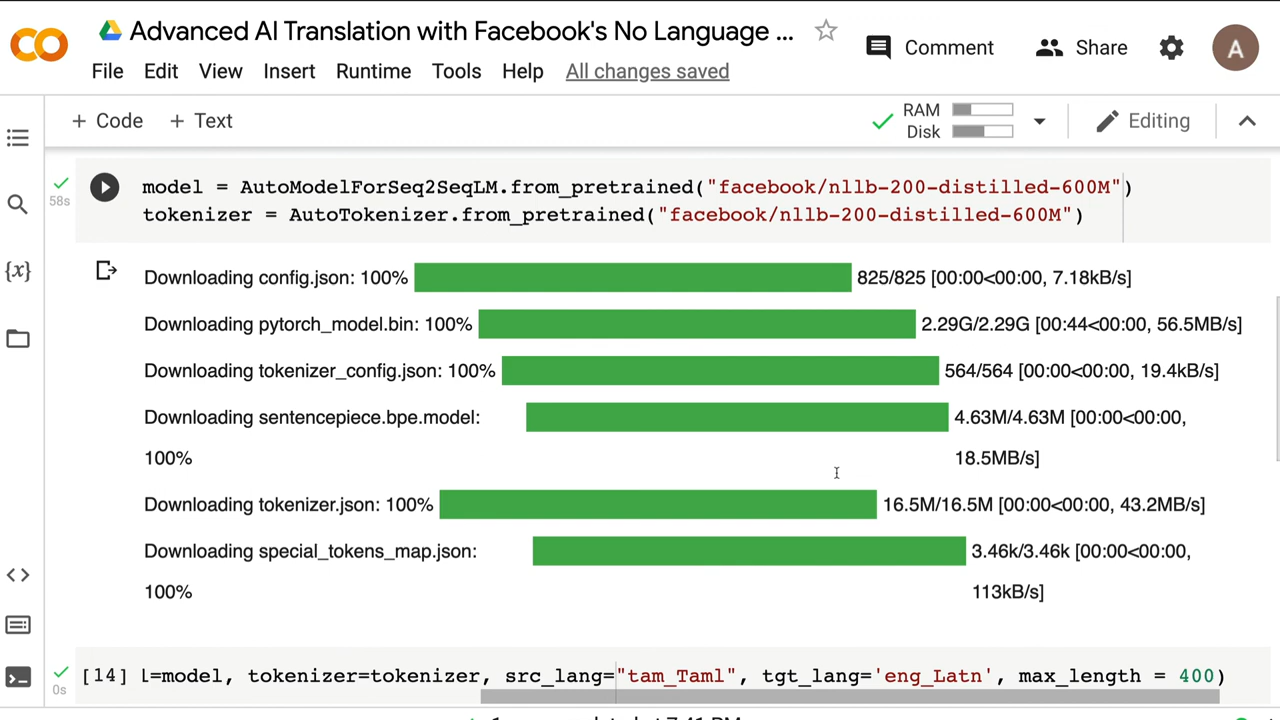 Advanced AI Translation with Facebook's No Language ...
Comment
Share
A
File Edit View Insert Runtime Tools Help All changes saved
+ Code + Text
RAM
Disk
Editing
58s
model = AutoModelForSeq2SeqLM.from_pretrained("facebook/nllb-200-distilled-600M")
tokenizer = AutoTokenizer.from_pretrained("facebook/nllb-200-distilled-600M")
{x}
Downloading config.json: 100% 825/825 [00:00<00:00, 7.18kB/s]
Downloading pytorch_model.bin: 100% 2.29G/2.29G [00:44<00:00, 56.5MB/s]
Downloading tokenizer_config.json: 100% 564/564 [00:00<00:00, 19.4kB/s]
Downloading sentencepiece.bpe.model: 4.63M/4.63M [00:00<00:00,
100% 18.5MB/s]
Downloading tokenizer.json: 100% 16.5M/16.5M [00:00<00:00, 43.2MB/s]
Downloading special_tokens_map.json: 3.46k/3.46k [00:00<00:00,
100% 113kB/s]
[14] l=model, tokenizer=tokenizer, src_lang="tam_Taml", tgt_lang='eng_Latn', max_length = 400)
0s